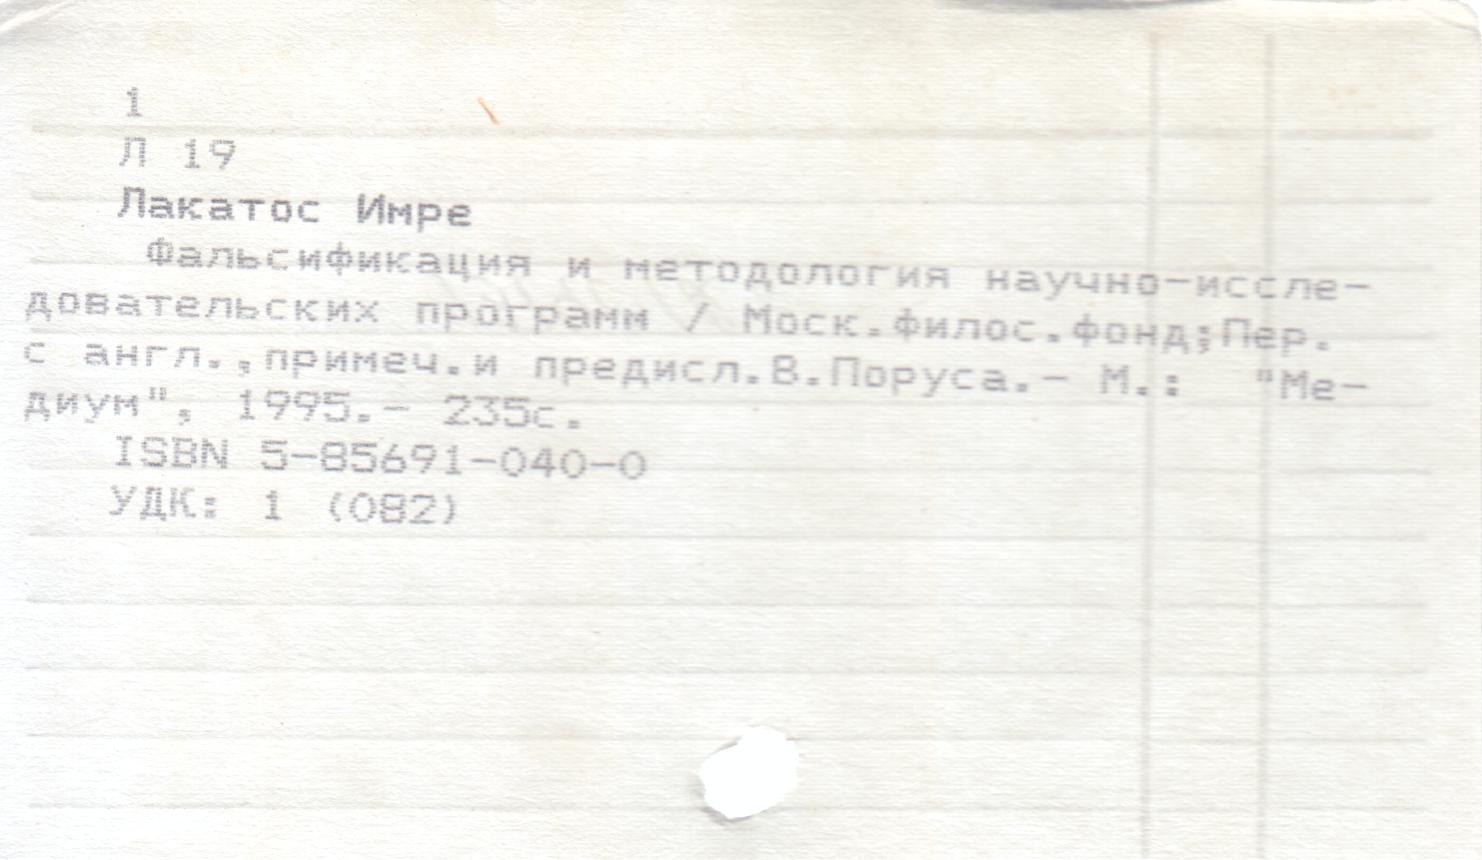 1
Л 19
Лакатос Имре
Фальсификация и методология научно-иссле-
довательских программ / Моск.филос.фонд;Пер.
с англ.,примеч.и предисл.В.Поруса.- М.: "Ме-
диум", 1995.- 235с.
ISBN 5-85691-040-0
УДК: 1 (082)